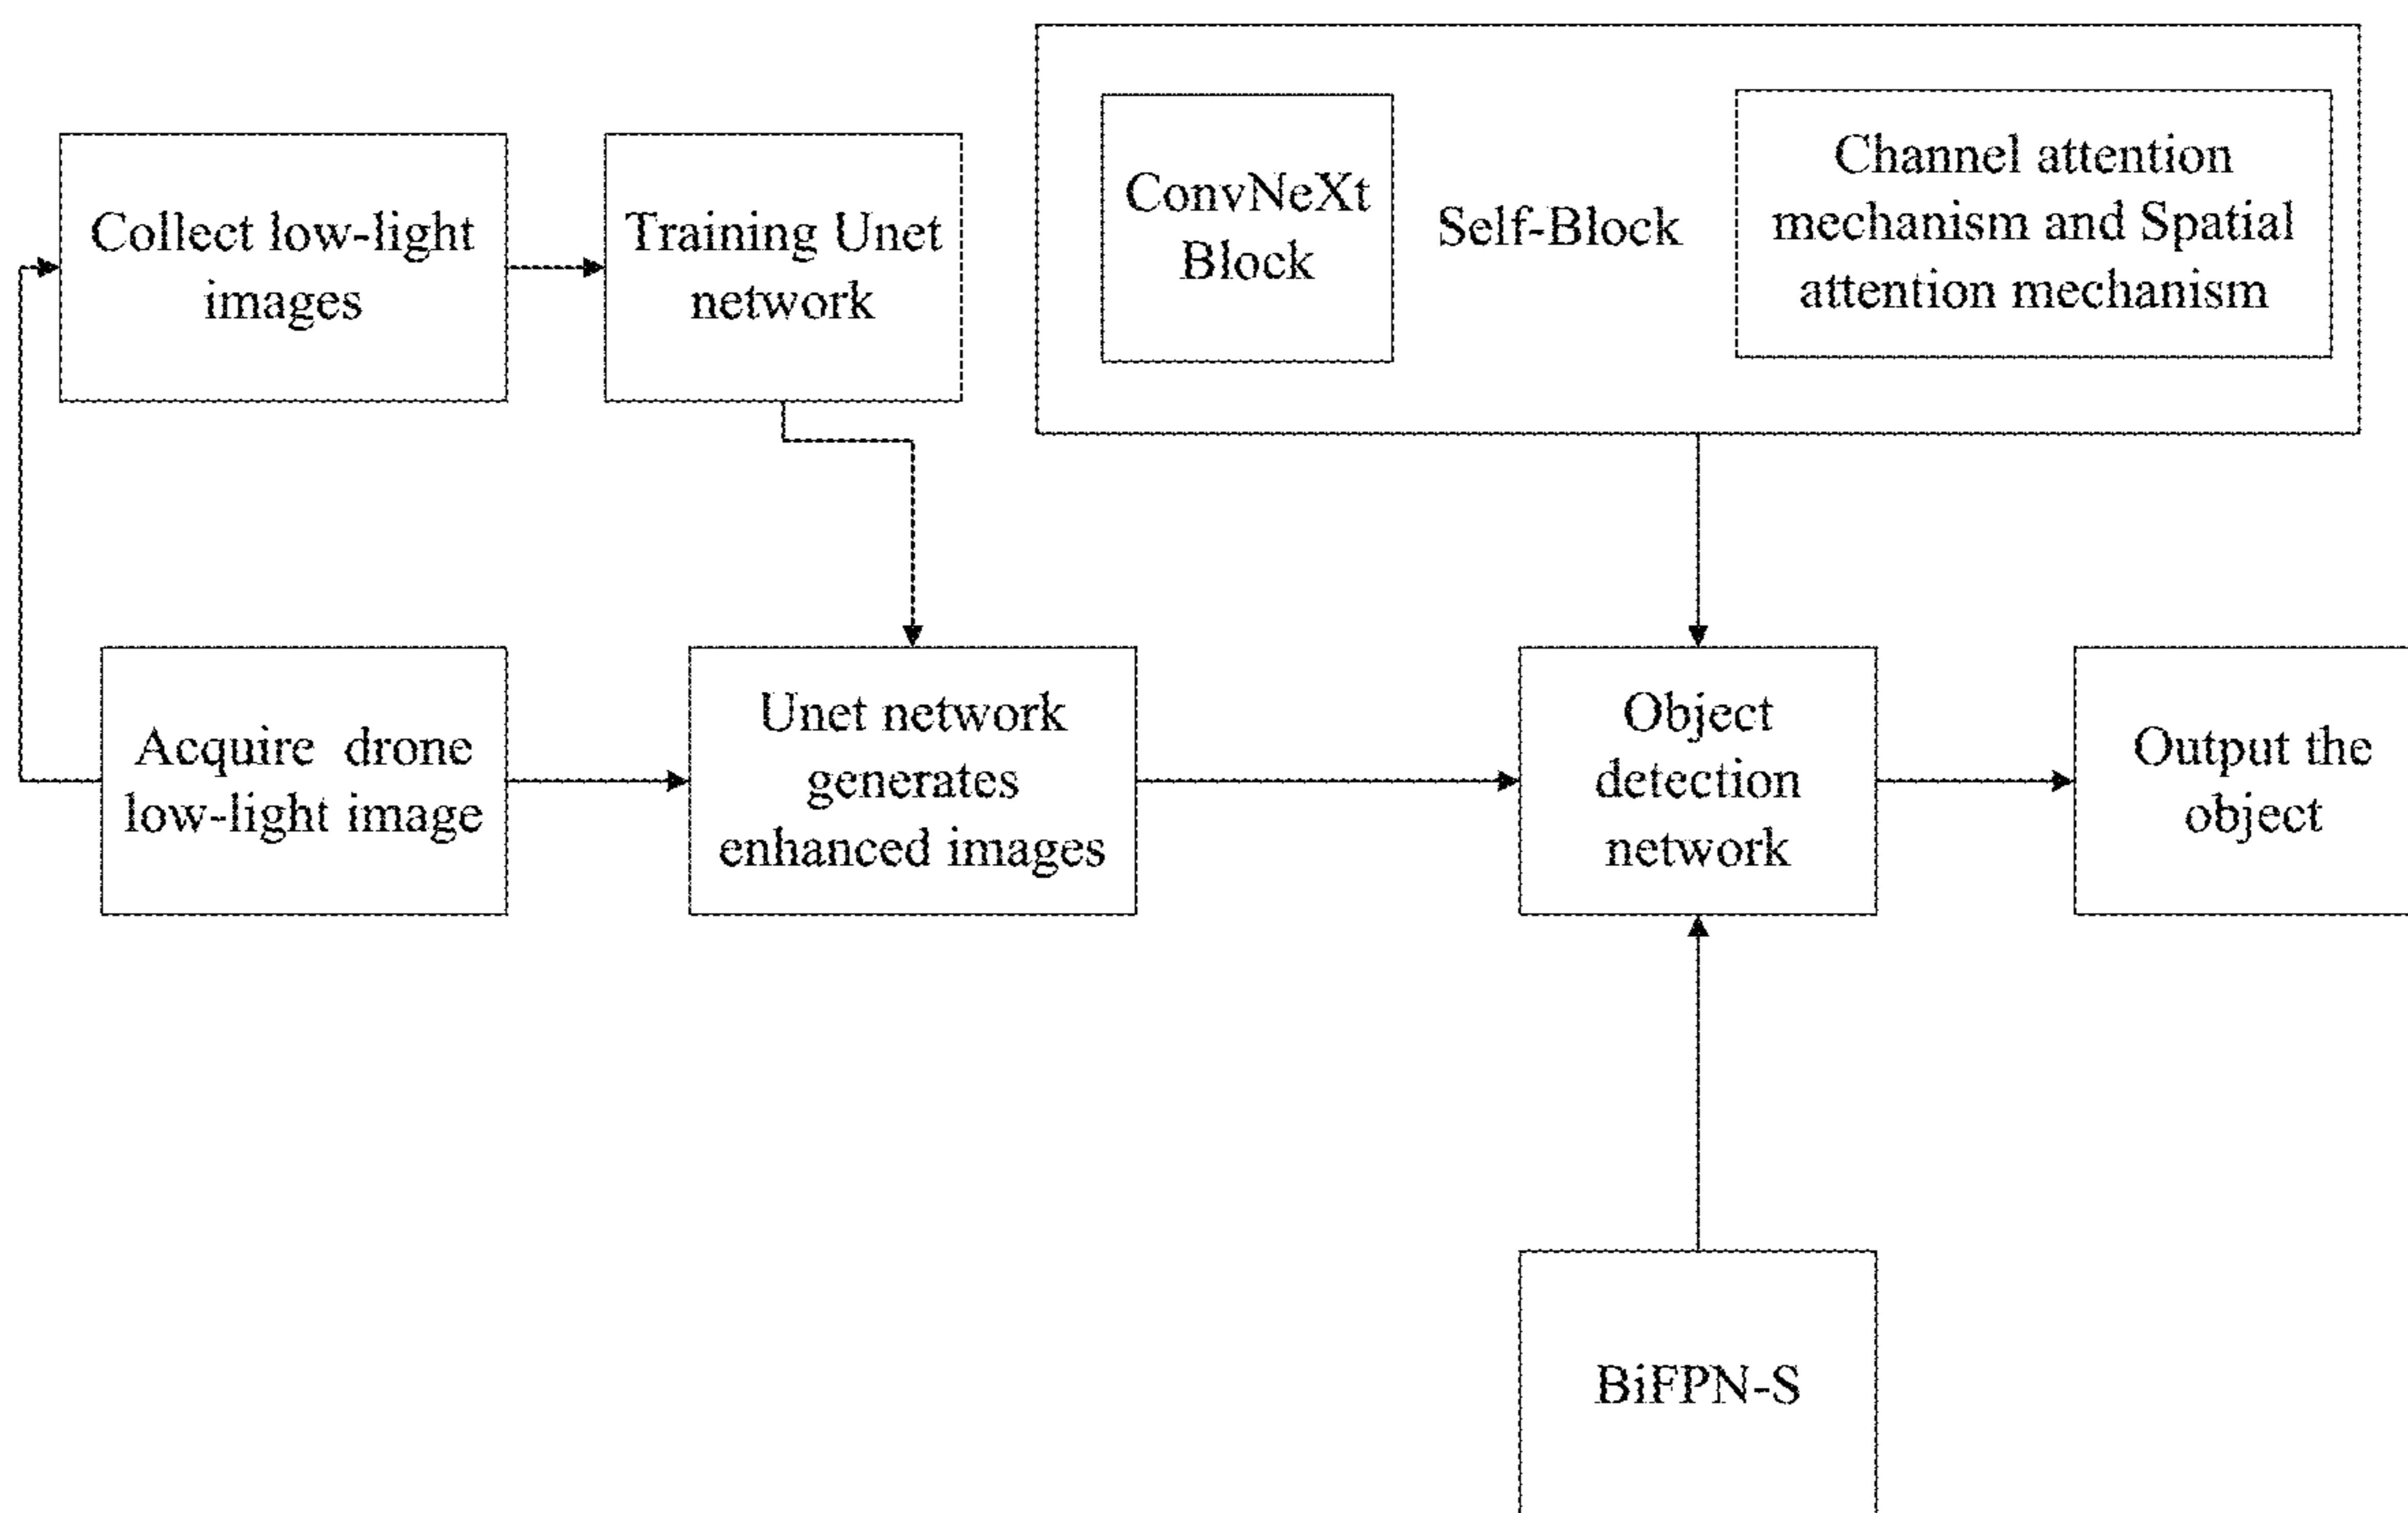 Collect low-light
images
Training Unet
network
ConvNeXt
Block
Self-Block
Channel attention
mechanism and Spatial
attention mechanism
Acquire drone
low-light image
Unet network
generates
enhanced images
Object
detection
network
Output the
object
BiFPN-S